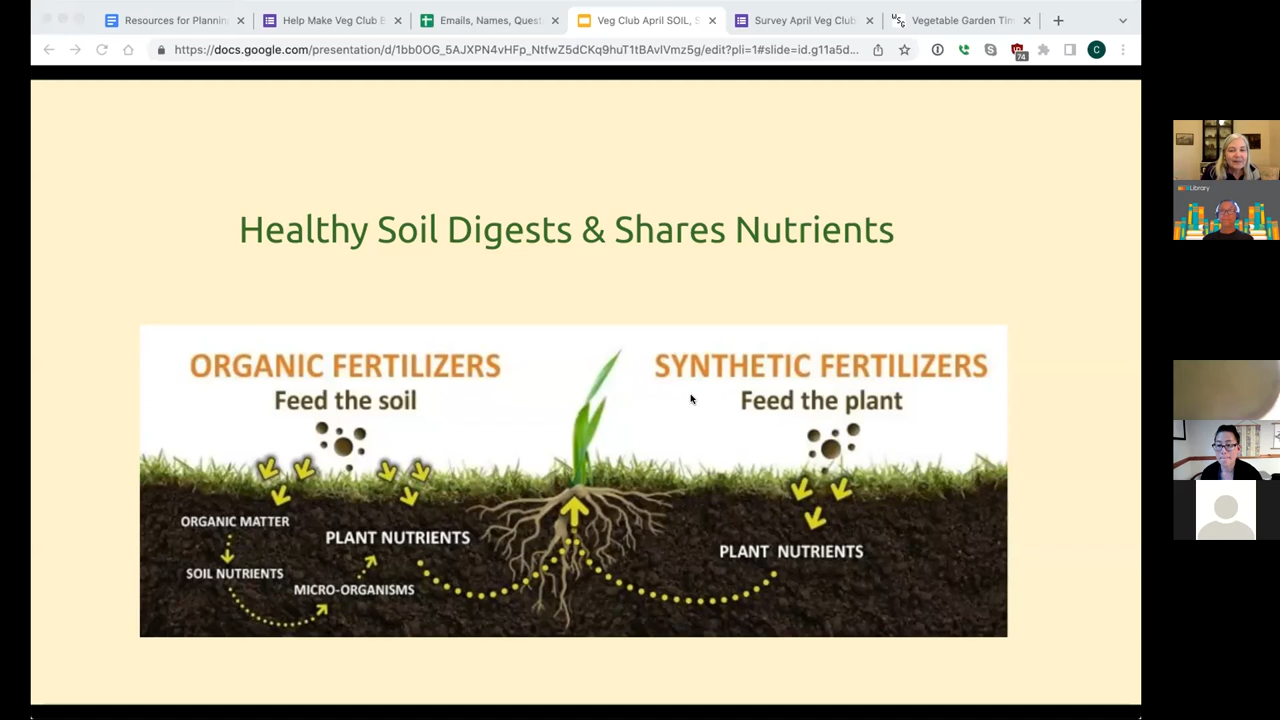 Resources for Plannin
Help Make Veg Club B
Emails, Names, Quest
Veg Club April SOIL, S
Survey April Veg Club
Vegetable Garden Tim
https://docs.google.com/presentation/d/1bb0OG_5AJXPN4vHFp_NtfwZ5dCKq9huT1tBAvIVmz5g/edit?pli=1#slide=id.g11a5d...
74
C
Library
Healthy Soil Digests & Shares Nutrients
ORGANIC FERTILIZERS
Feed the soil
SYNTHETIC FERTILIZERS
Feed the plant
ORGANIC MATTER
PLANT NUTRIENTS
SOIL NUTRIENTS
MICRO-ORGANISMS
PLANT NUTRIENTS